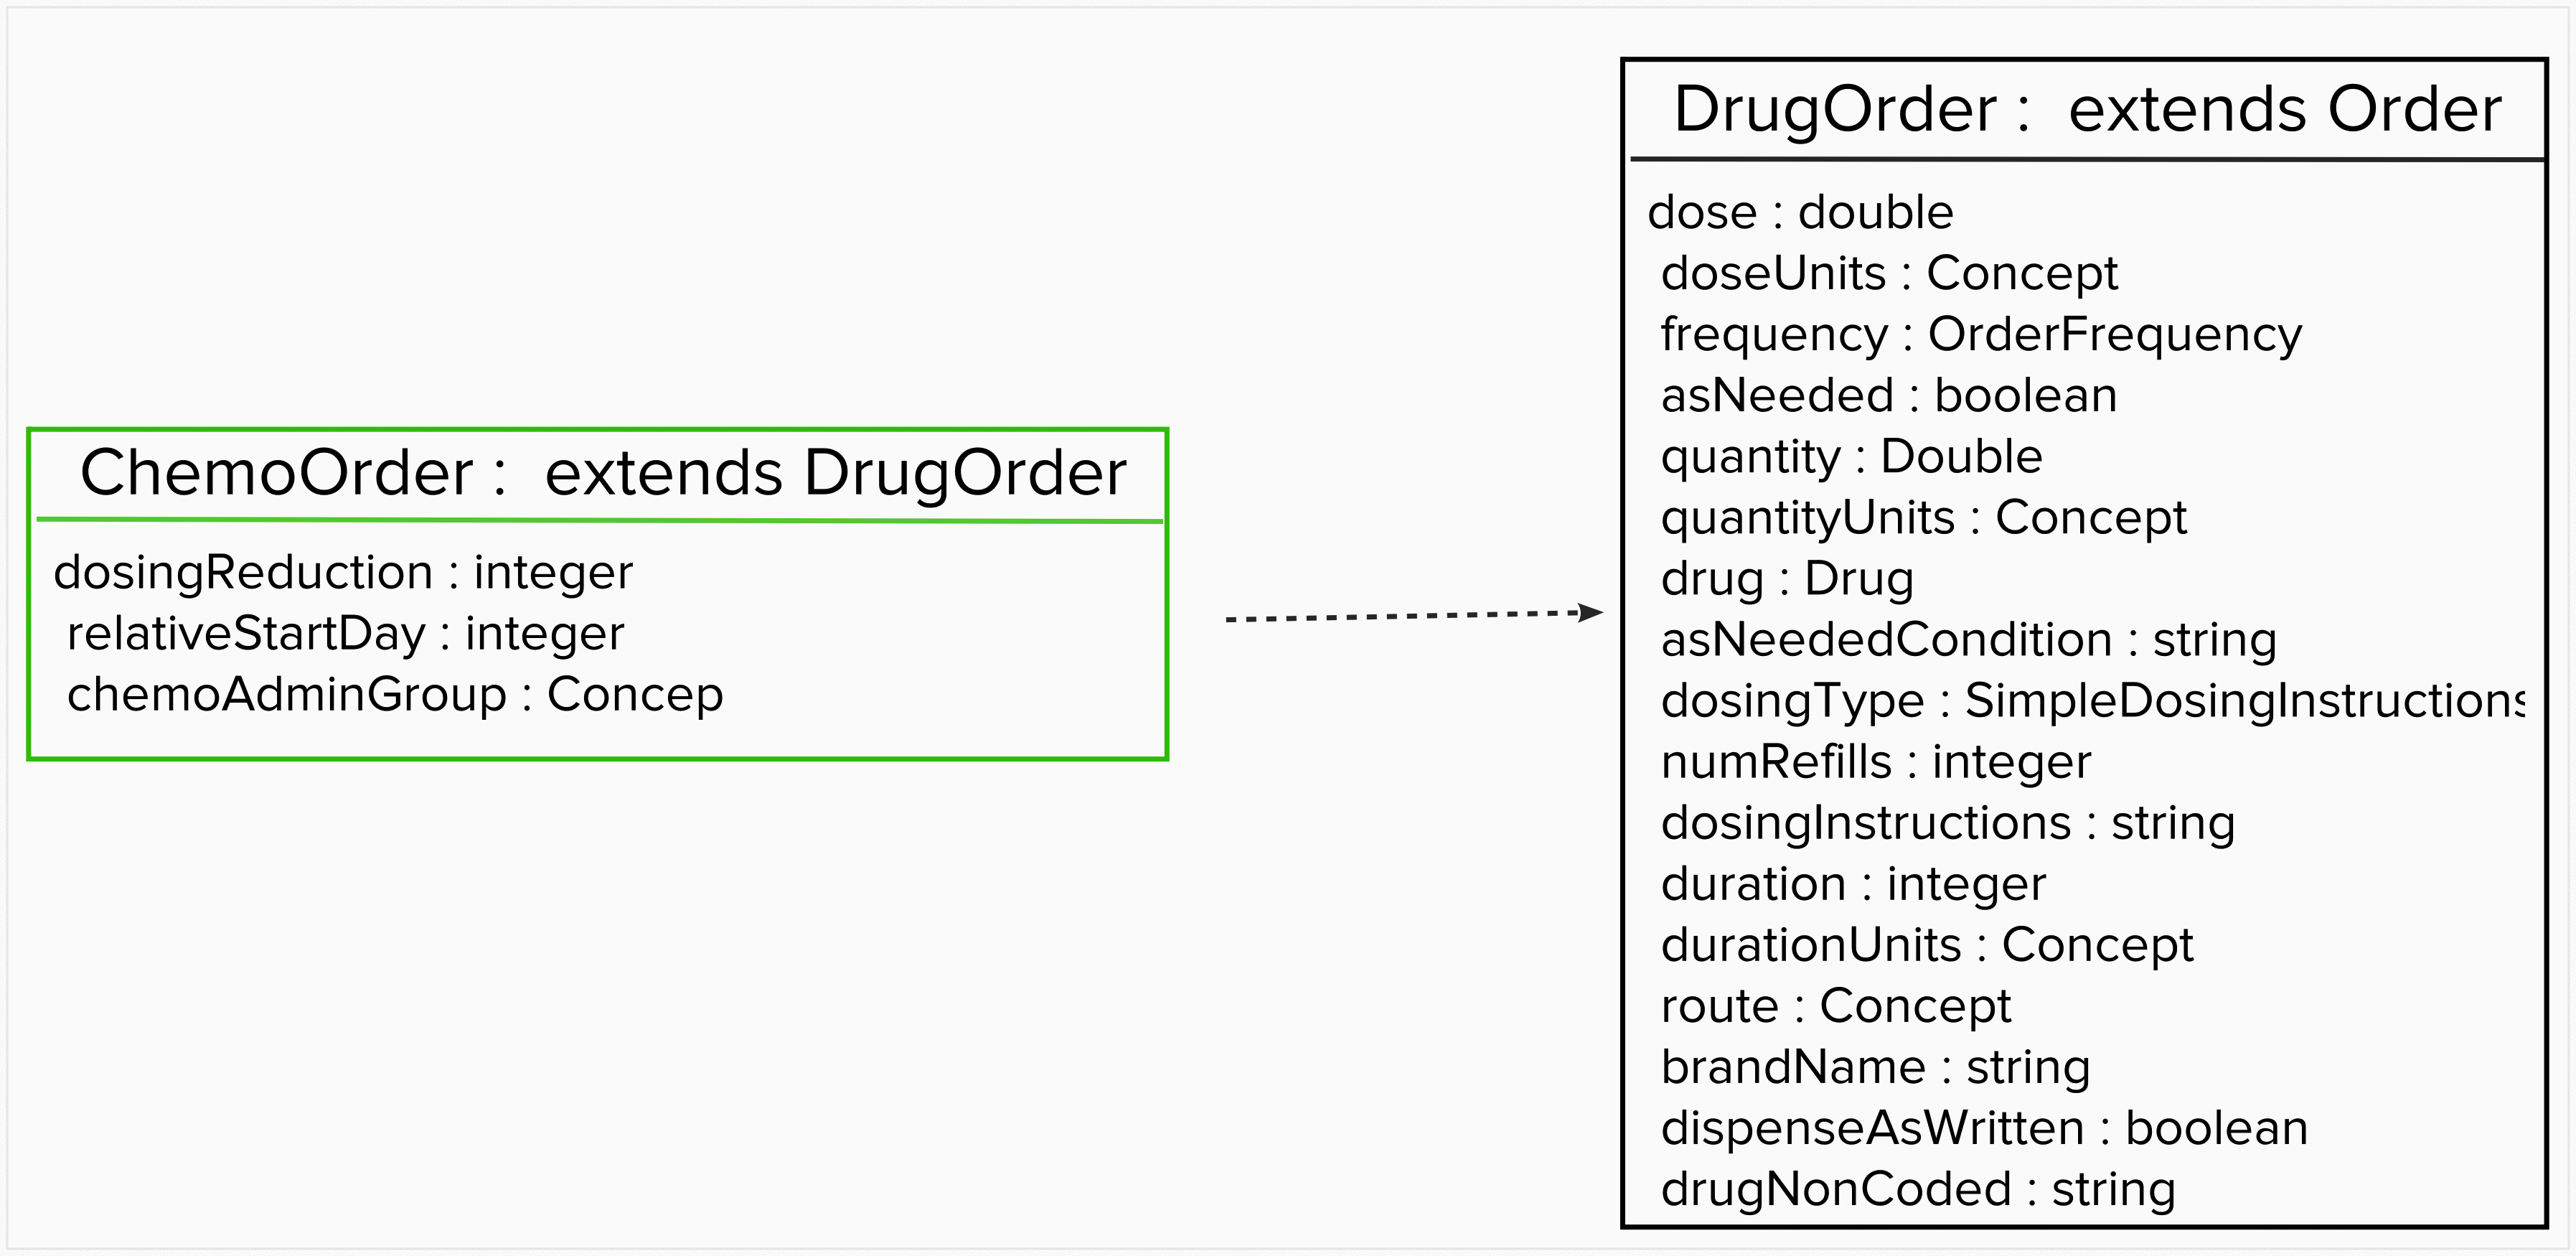 ChemoOrder : extends DrugOrder
dosingReduction : integer
relativeStartDay : integer
chemoAdminGroup : Concep
DrugOrder : extends Order
dose : double
doseUnits : Concept
frequency : OrderFrequency
asNeeded : boolean
quantity : Double
quantityUnits : Concept
drug : Drug
asNeededCondition : string
dosingType : SimpleDosingInstructions
numRefills : integer
dosingInstructions : string
duration : integer
durationUnits : Concept
route : Concept
brandName : string
dispenseAsWritten : boolean
drugNonCoded : string